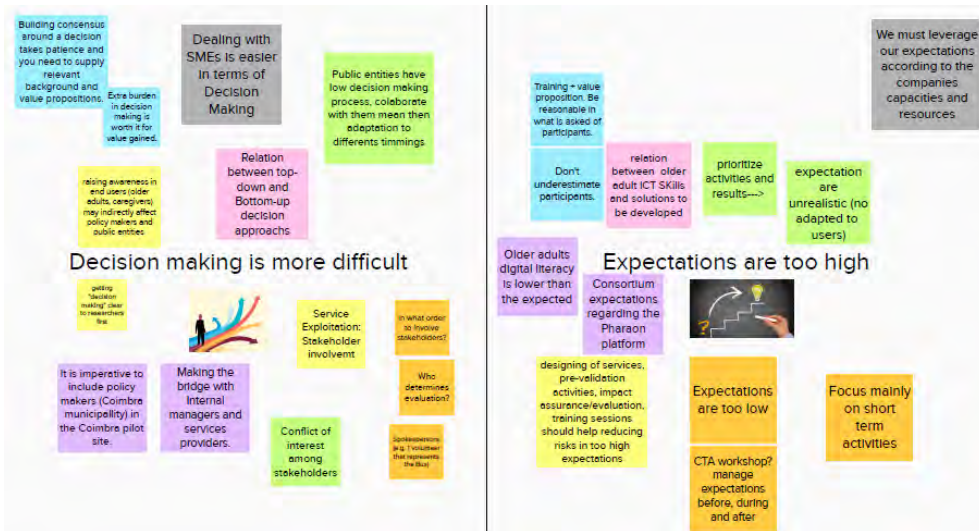 Building consensus
around a decision
takes patience and
you need to supply
relevant
background and
value propositions.
Extra burden
in decision
making is
worth it for
value gained.
Dealing with
SMEs is easier
in terms of
Decision
Making
Public entities have
low decision making
process, colaborate
with them mean then
adaptation to
differents timmings
raising awareness in
end users (older
adults, caregivers)
may indirectly affect
policy makers and
public entities
Relation
between top-
down and
Bottom-up
decision
approachs
Decision making is more difficult
getting
"decision
making" clear
to researchers
first
Service
Exploitation:
Stakeholder
involvemt
In what order
to involve
stakeholders?
It is imperative to
include policy
makers (Coimbra
municipallity) in
the Coimbra pilot
site.
Making the
bridge with
Internal
managers and
services
providers.
Who
determines
evaluation?
Conflict of
interest
among
stakeholders
Spokepersons
(e.g. 1 volunteer
that represents
the
We must leverage
our expectations
according to the
companies
capacities and
resources
Training + value
proposition. Be
reasonable in
what is asked of
participants.
Don't
underestimate
participants.
relation
between older
adult ICT SKills
and solutions to
be developed
prioritize
activities and
results--->
expectation
are
unrealistic (no
adapted to
users)
Older adults
digital literacy
is lower than
the expected
Expectations are too high
Consortium
expectations
regarding the
Pharaon
platform
designing of services,
pre-validation
activities, impact
assurance/evaluation,
training sessions
should help reducing
risks in too high
expectations
Expectations
are too low
Focus mainly
on short
term
activities
CTA workshop?
manage
expectations
before, during
and after